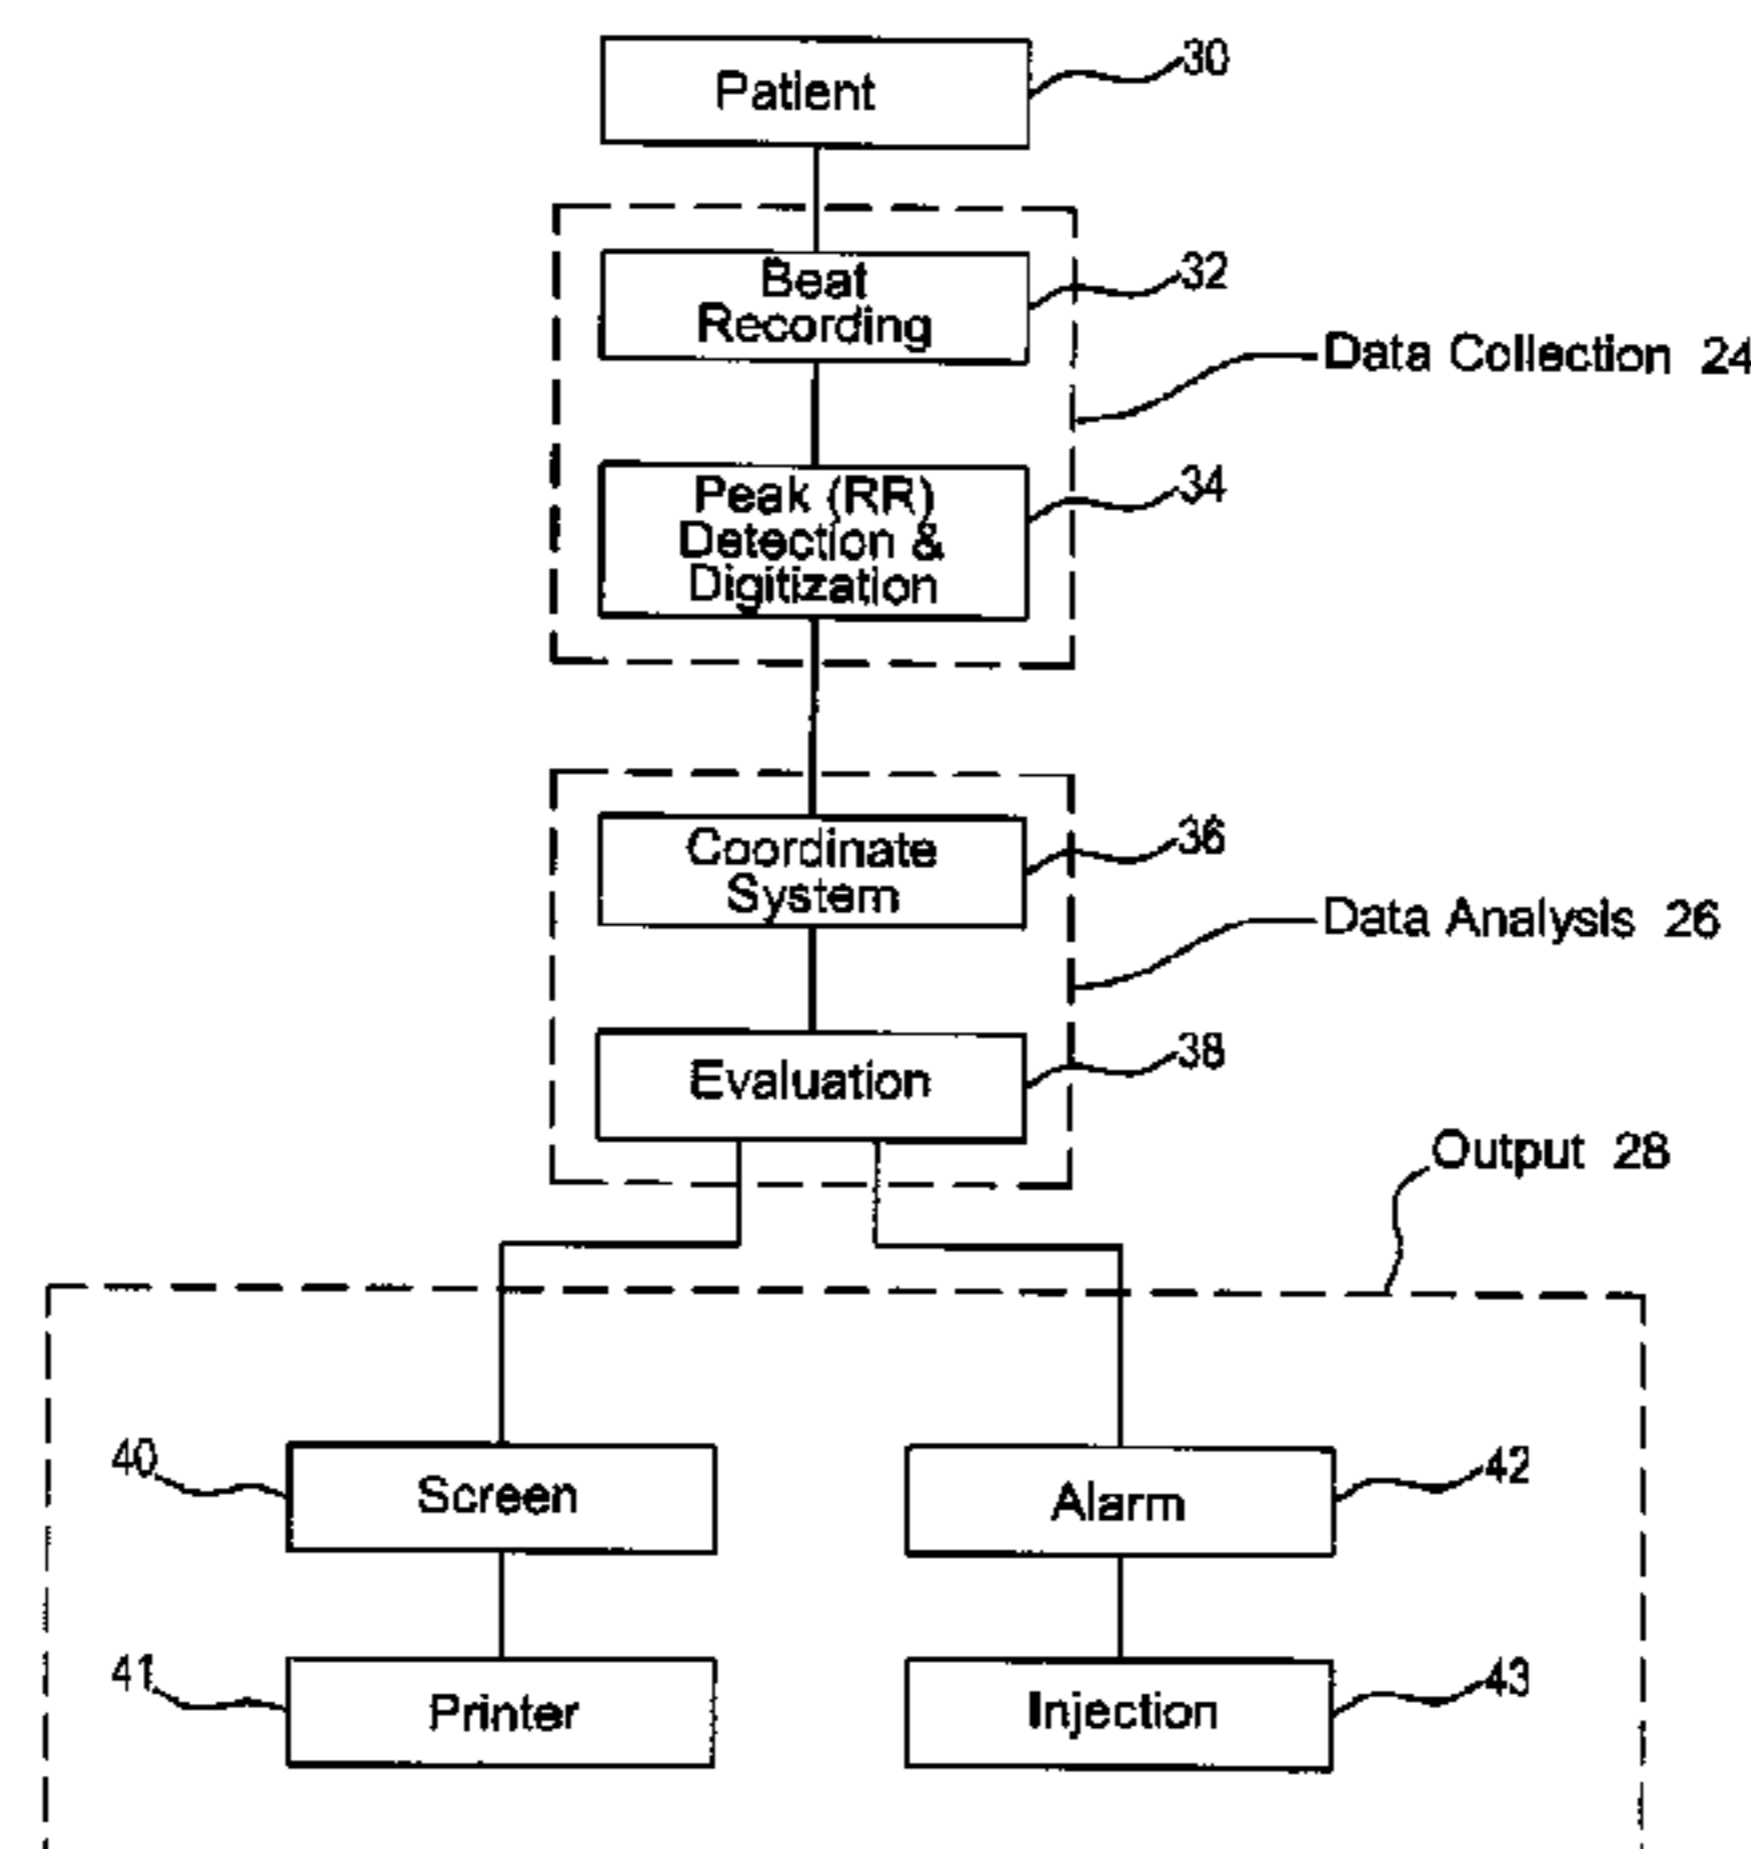 Patient
30
Beat
Recording
32
Data Collection 24
Peak (RR)
Detection &
Digitization
34
Coordinate
System
36
Data Analysis 26
Evaluation
38
Output 28
40
Screen
Alarm
42
41
Printer
Injection
43